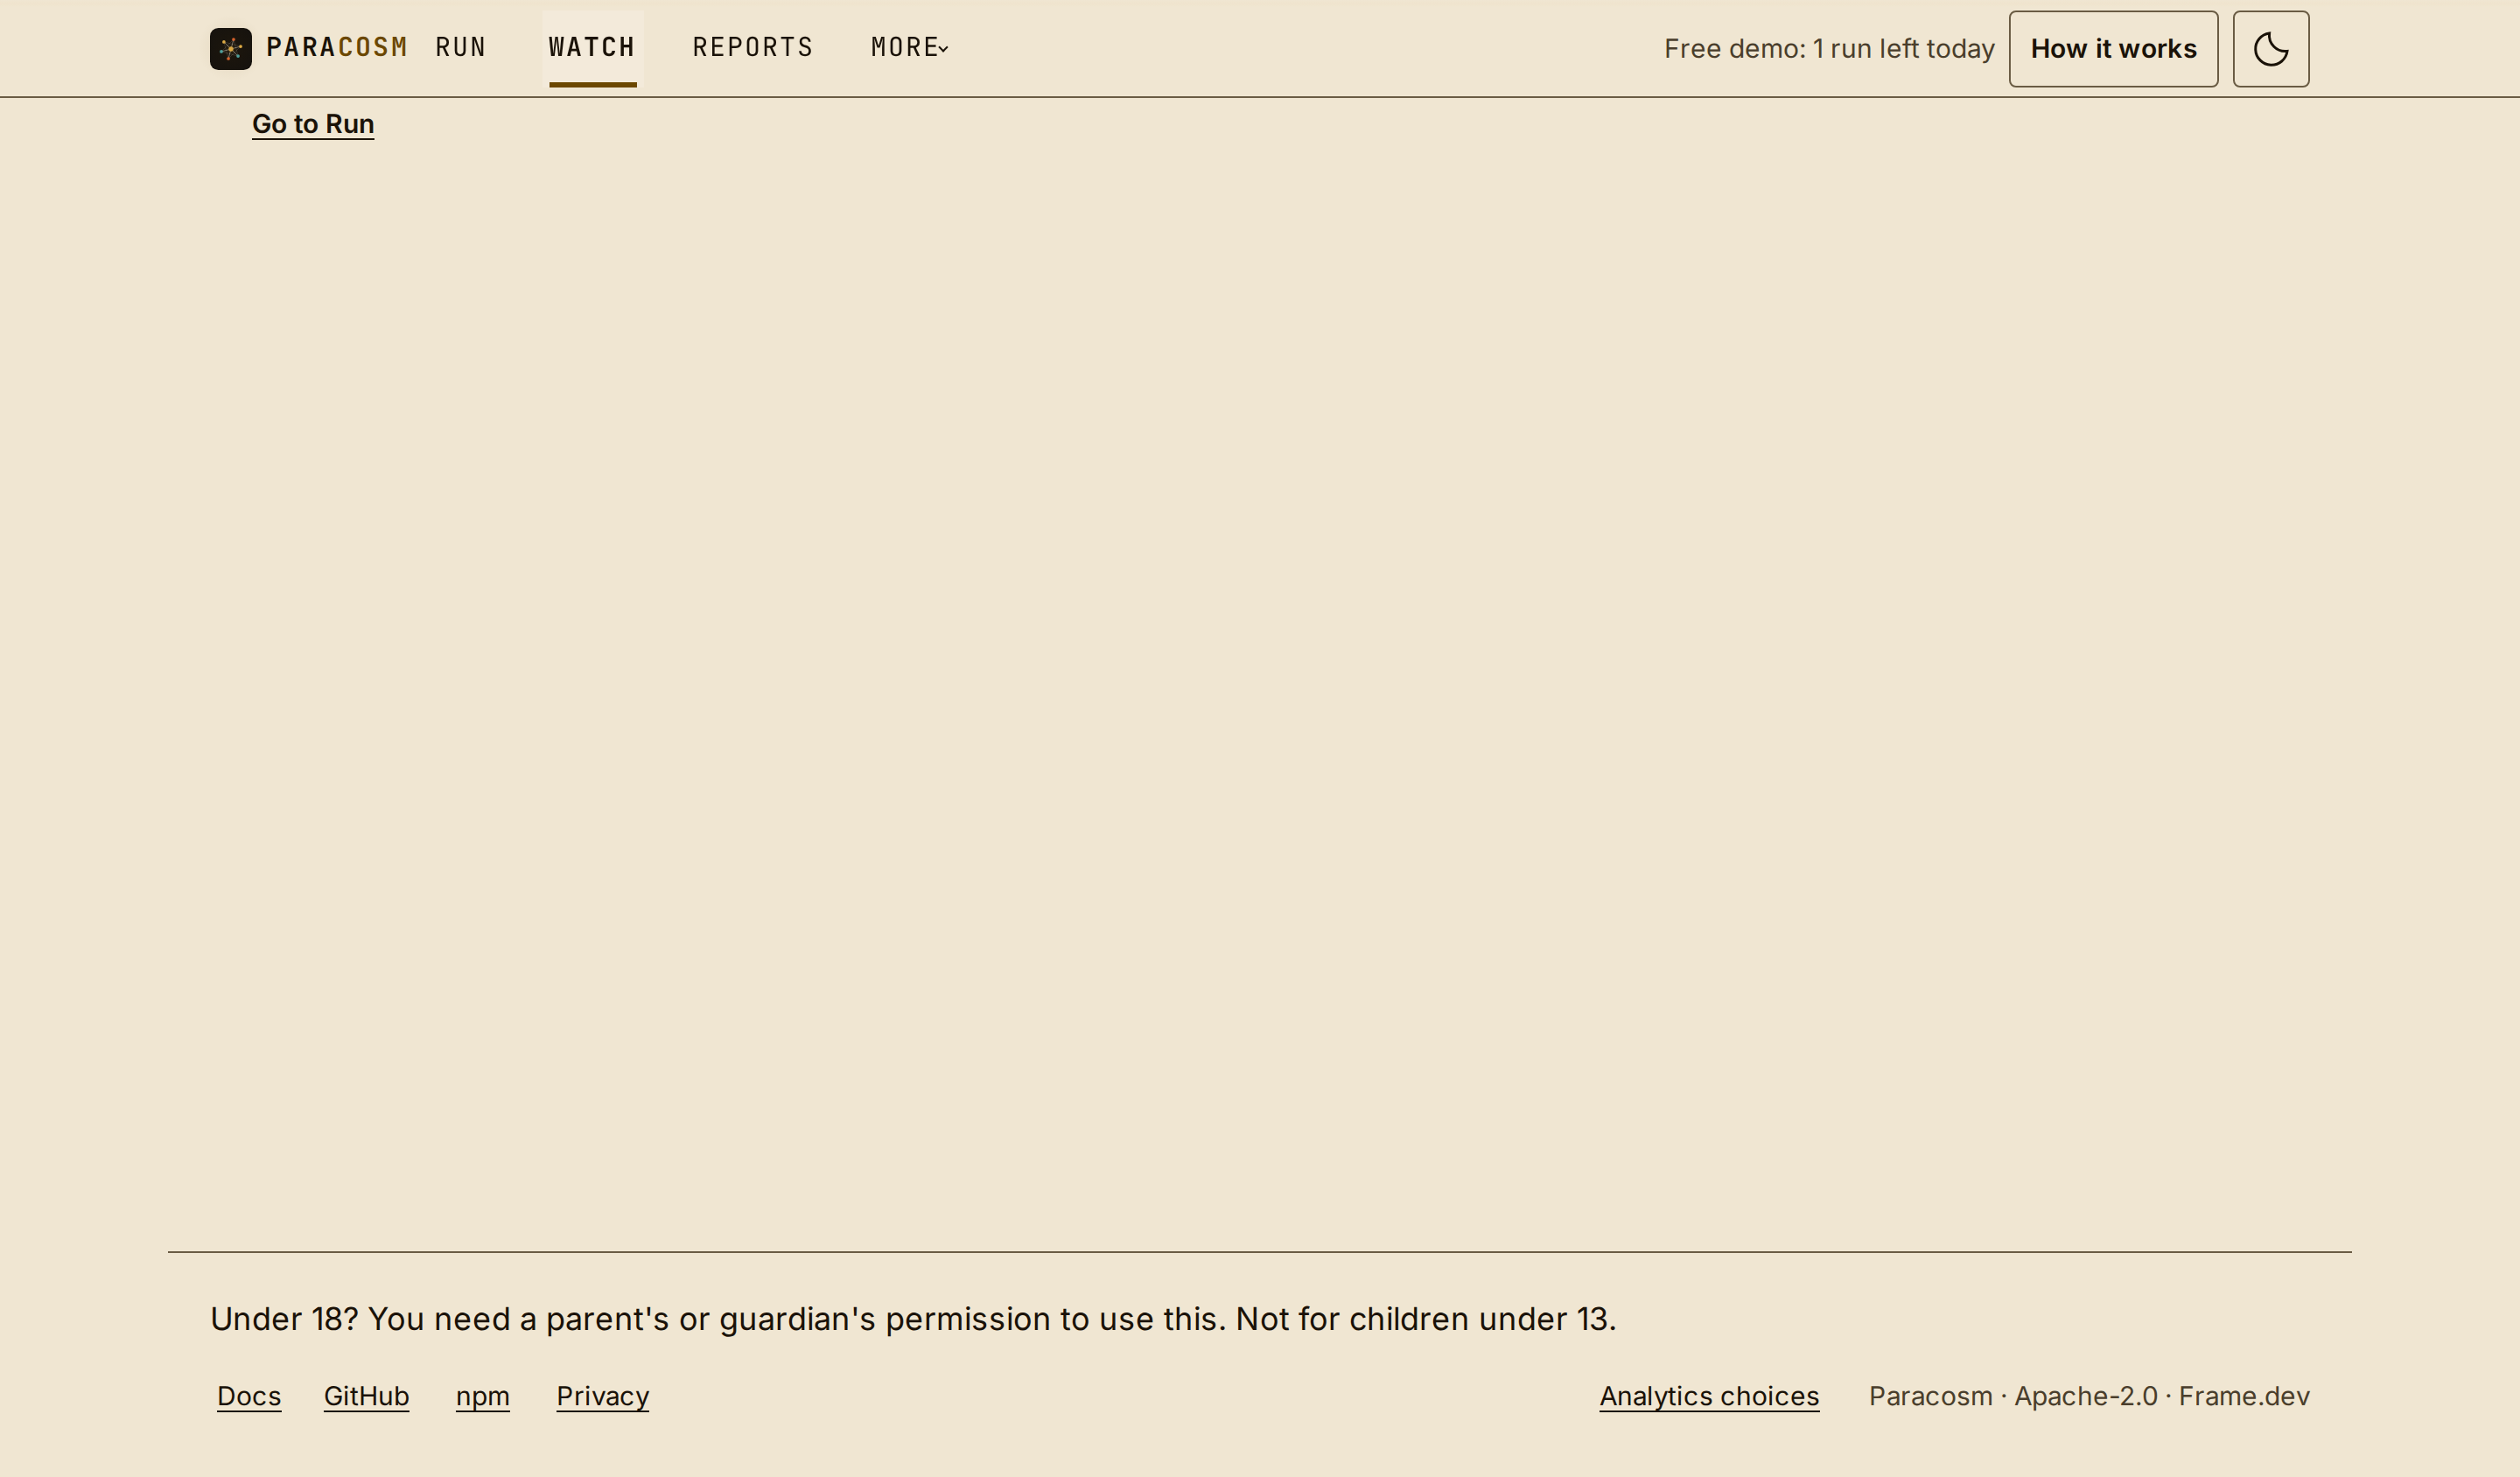 PARACOSM RUN WATCH REPORTS MORE Free demo: 1 run left today How it works
Go to Run
Under 18? You need a parent's or guardian's permission to use this. Not for children under 13.
Docs GitHub npm Privacy Analytics choices Paracosm · Apache-2.0 · Frame.dev